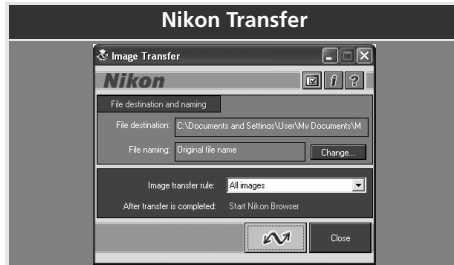 Nikon Transfer
Image Transfer
Nikon
File destination and naming
File destination: C:\Documents and Settings\User\My Documents\M
File naming: Original file name
Change...
Image transfer rule: All images
After transfer is completed: Start Nikon Browser
Close